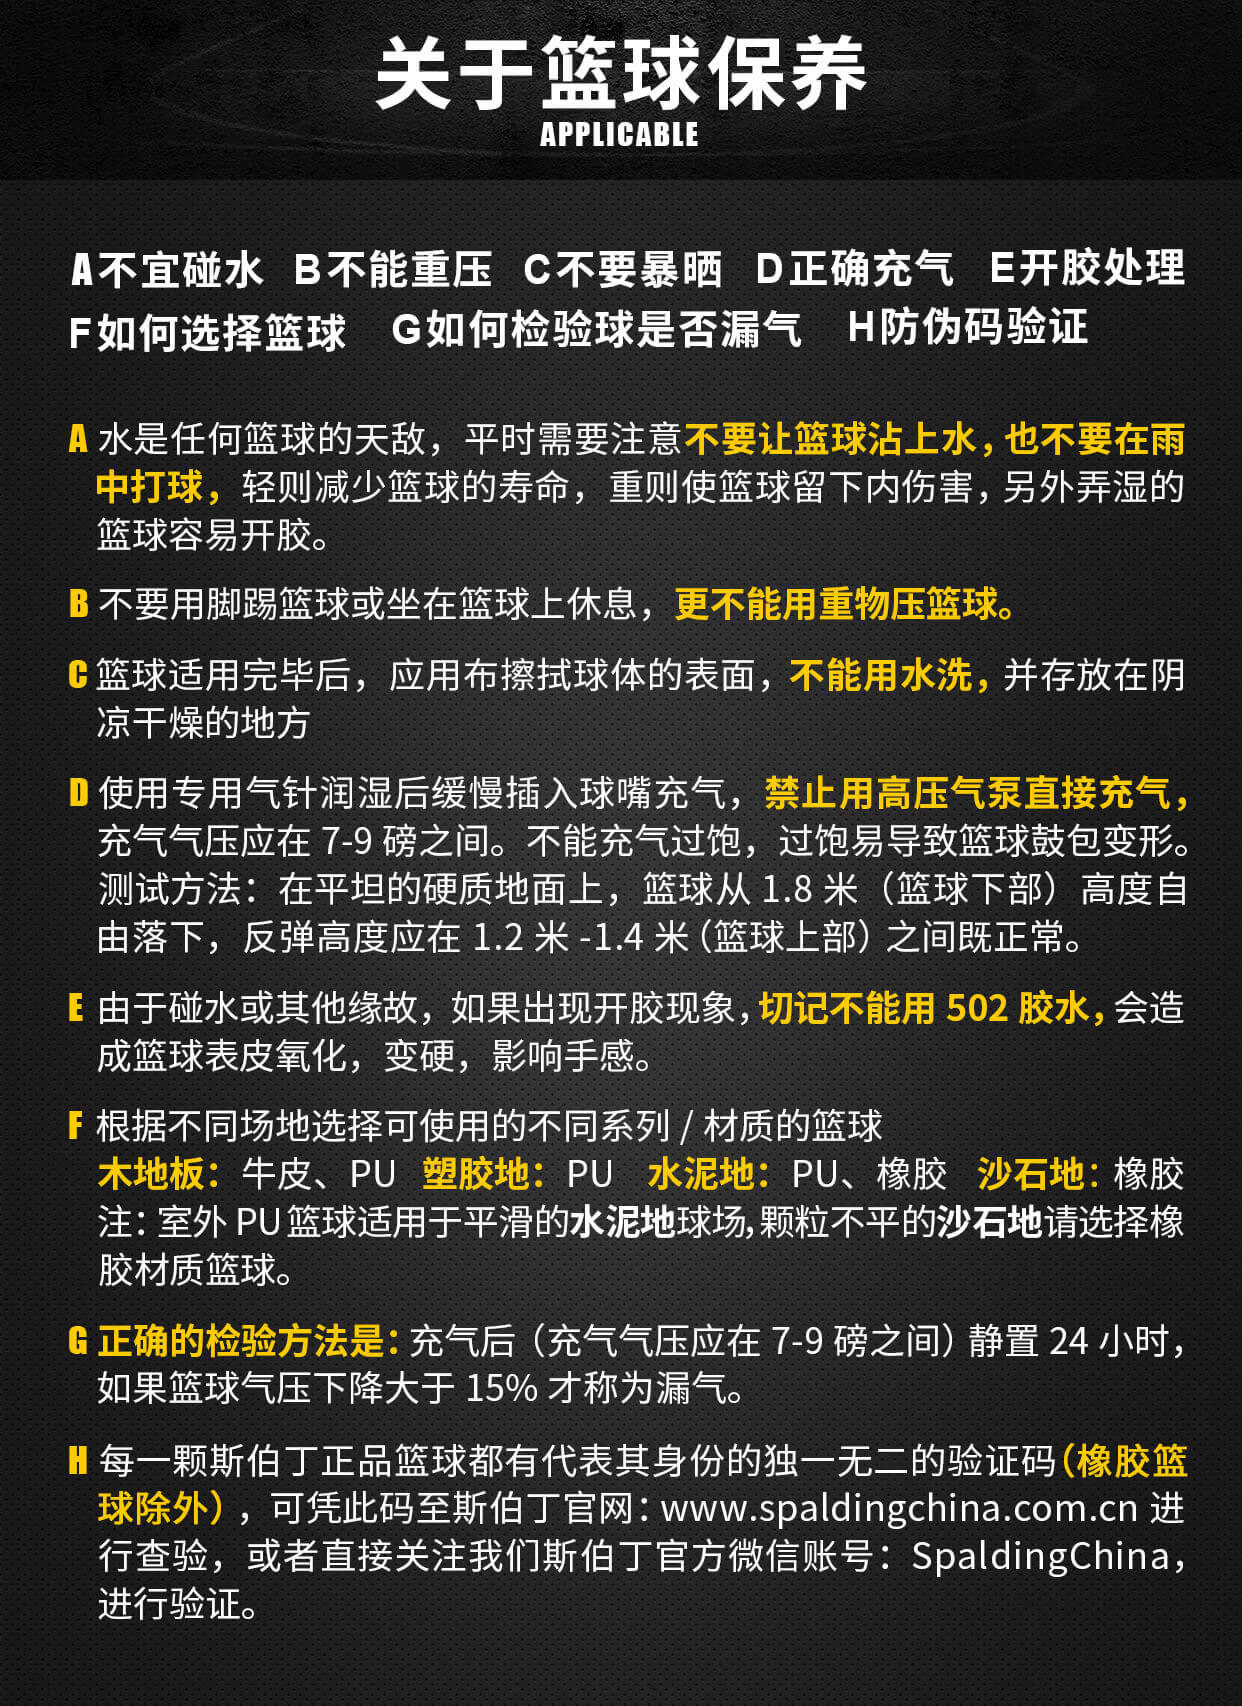 关于篮球保养
APPLICABLE
A不宜碰水 B不能重压 C不要暴晒 D正确充气 E开胶处理
F如何选择篮球 G如何检验球是否漏气 H防伪码验证
A 水是任何篮球的天敌，平时需要注意不要让篮球沾上水，也不要在雨
中打球，轻则减少篮球的寿命，重则使篮球留下内伤害，另外弄湿的
篮球容易开胶。
B 不要用脚踢篮球或坐在篮球上休息，更不能用重物压篮球。
C 篮球适用完毕后，应用布擦拭球体的表面，不能用水洗，并存放在阴
凉干燥的地方
D 使用专用气针润湿后缓慢插入球嘴充气，禁止用高压气泵直接充气，
充气气压应在 7-9 磅之间。不能充气过饱，过饱易导致篮球鼓包变形。
测试方法：在平坦的硬质地面上，篮球从 1.8 米（篮球下部）高度自
由落下，反弹高度应在 1.2 米 -1.4 米（篮球上部）之间既正常。
E 由于碰水或其他缘故，如果出现开胶现象，切记不能用 502 胶水，会造
成篮球表皮氧化，变硬，影响手感。
F 根据不同场地选择可使用的不同系列 / 材质的篮球
木地板：牛皮、PU 塑胶地：PU 水泥地：PU、橡胶 沙石地：橡胶
注：室外 PU 篮球适用于平滑的水泥地球场，颗粒不平的沙石地请选择橡
胶材质篮球。
G 正确的检验方法是：充气后（充气气压应在 7-9 磅之间）静置 24 小时，
如果篮球气压下降大于 15% 才称为漏气。
H 每一颗斯伯丁正品篮球都有代表其身份的独一无二的验证码（橡胶篮
球除外），可凭此码至斯伯丁官网：www.spaldingchina.com.cn 进
行查验，或者直接关注我们斯伯丁官方微信账号：SpaldingChina，
进行验证。